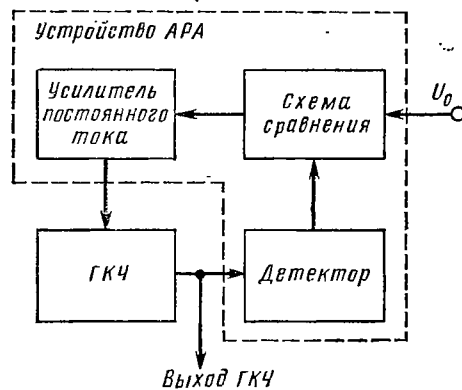 Устройство АРА
Усилитель
постоянного
тока
Схема
сравнения
U₀
ГКЧ
Детектор
Выход ГКЧ